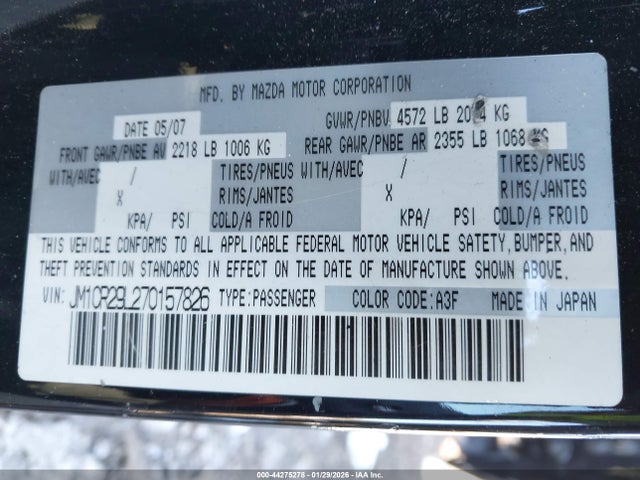 MFD. BY MAZDA MOTOR CORPORATION
DATE 05/07 GVWR/PNBV 4572 LB KG
FRONT GAWR/PNBE AV 2218 LB 1006 KG REAR GAWR/PNBE AR 2355 LB 1068 KG
WITH/AVEC / TIRES/PNEUS WITH/AVEC / TIRES/PNEUS
X RIMS/JANTES X RIMS/JANTES
KPA/ PSI COLD/A FROID KPA/ PSI COLD/A FROID
THIS VEHICLE CONFORMS TO ALL APPLICABLE FEDERAL MOTOR VEHICLE SAFETY, BUMPER, AND
THEFT PREVENTION STANDARDS IN EFFECT ON THE DATE OF MANUFACTURE SHOWN ABOVE.
VIN: JM1CR29L270157826 TYPE:PASSENGER COLOR CODE:A3F MADE IN JAPAN
000-44275278 - 01/29/2026 - IAA Inc.